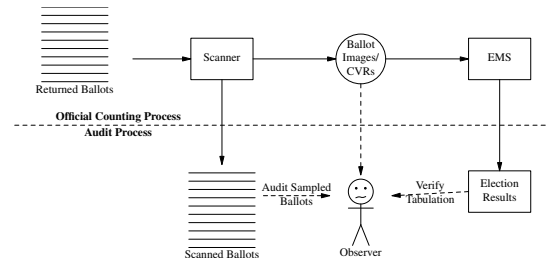 Returned Ballots
Scanner
Ballot
Images/
CVRs
EMS
Official Counting Process
Audit Process
Scanned Ballots
Audit Sampled
Ballots
Observer
Verify
Tabulation
Election
Results